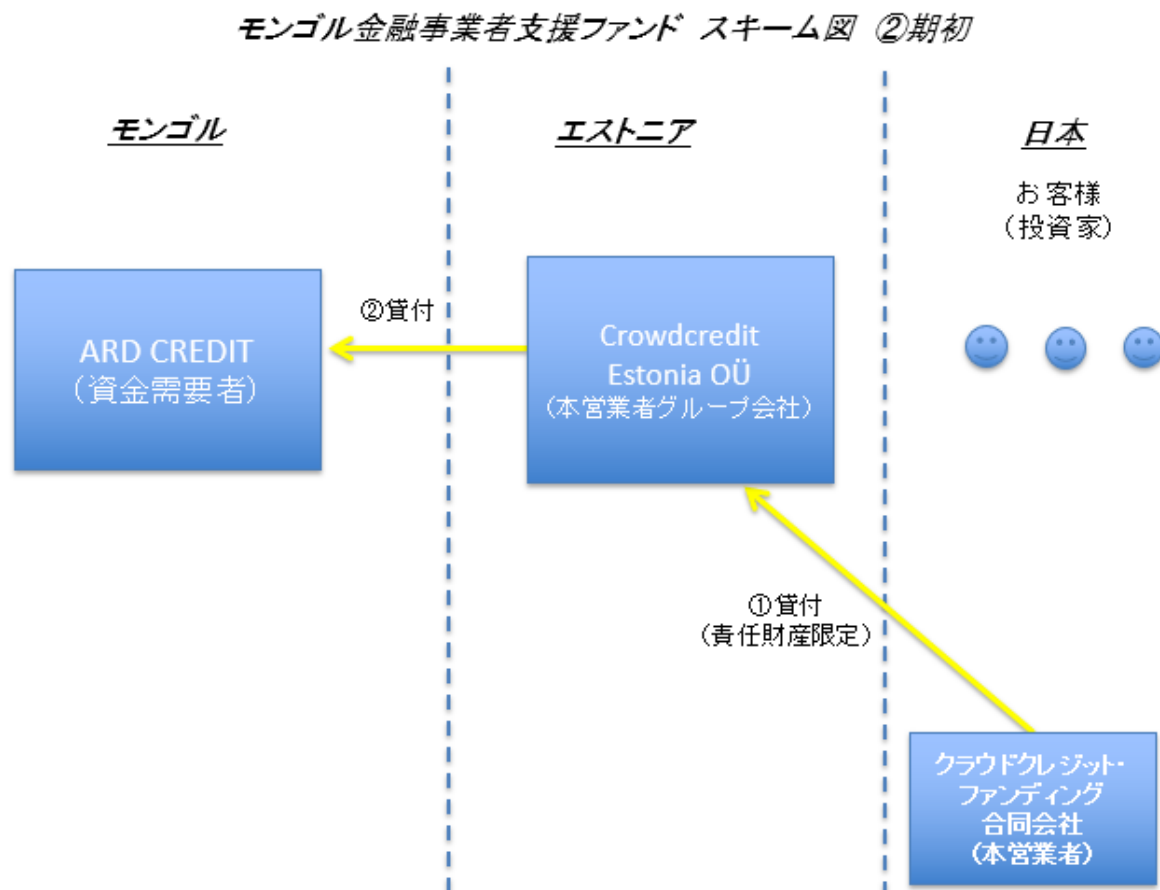 モンゴル金融事業者支援ファンド スキーム図 ②期初
モンゴル
エストニア
日本
お客様
(投資家)
ARD CREDIT
(資金需要者)
②貸付
Crowdcredit
Estonia OÜ
(本営業者グループ会社)
①貸付
(責任財産限定)
クラウドクレジット・
ファンディング
合同会社
(本営業者)